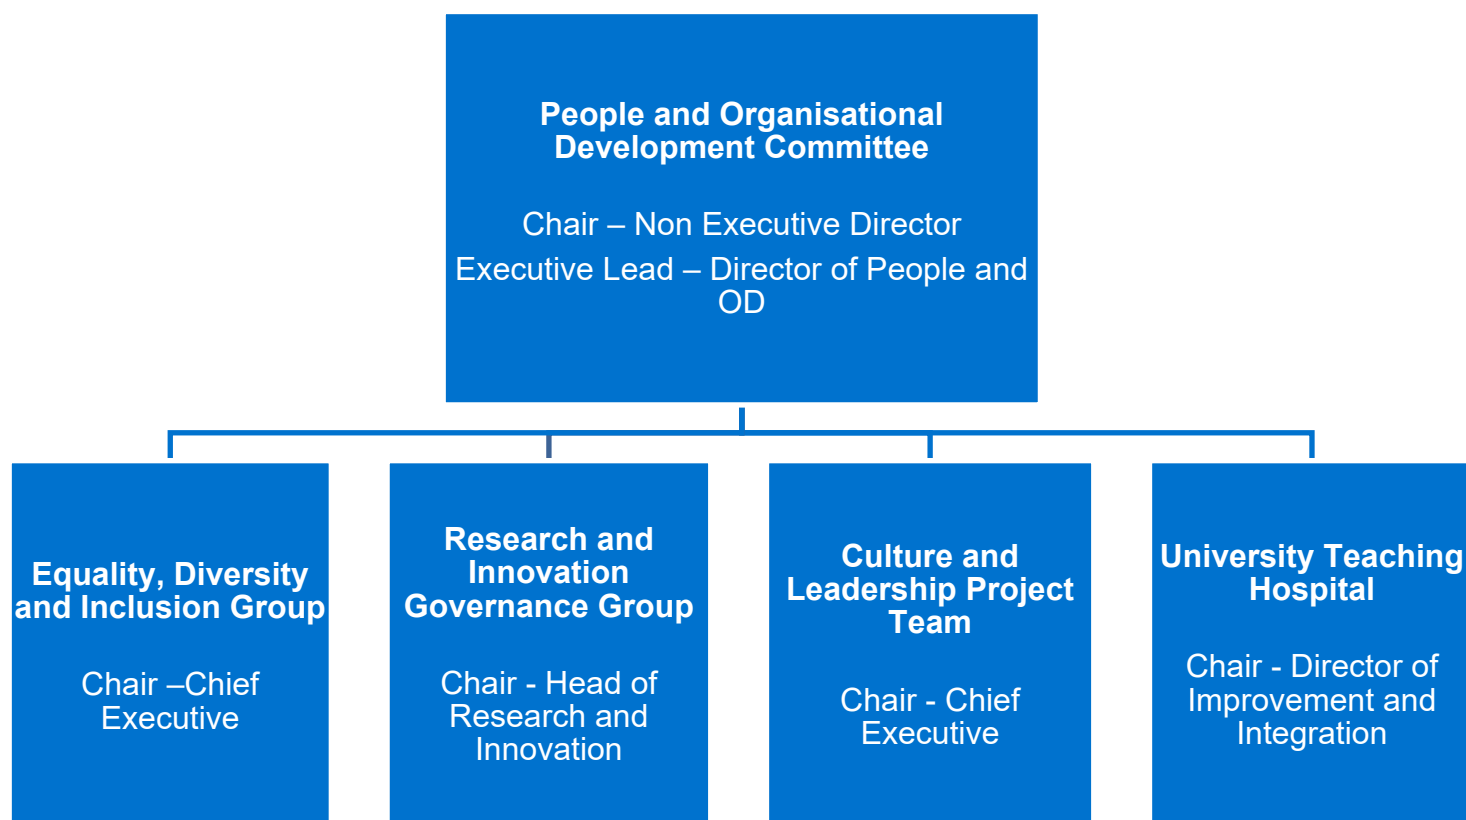 People and Organisational
Development Committee
Chair – Non Executive Director
Executive Lead – Director of People and
OD
Equality, Diversity
and Inclusion Group
Chair –Chief
Executive
Research and
Innovation
Governance Group
Chair - Head of
Research and
Innovation
Culture and
Leadership Project
Team
Chair - Chief
Executive
University Teaching
Hospital
Chair - Director of
Improvement and
Integration